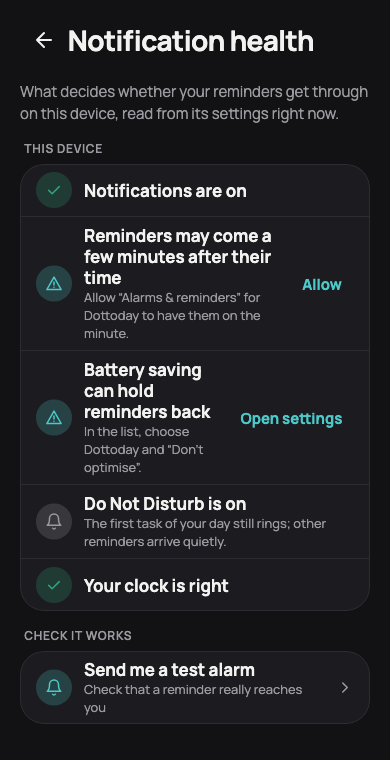 Notification health
What decides whether your reminders get through
on this device, read from its settings right now.
THIS DEVICE
Notifications are on
Reminders may come a
few minutes after their
time
Allow “Alarms & reminders” for
Dottoday to have them on the
minute.
Allow
Battery saving
can hold
reminders back
In the list, choose
Dottoday and “Don’t
optimise”.
Open settings
Do Not Disturb is on
The first task of your day still rings; other
reminders arrive quietly.
Your clock is right
CHECK IT WORKS
Send me a test alarm
Check that a reminder really reaches
you